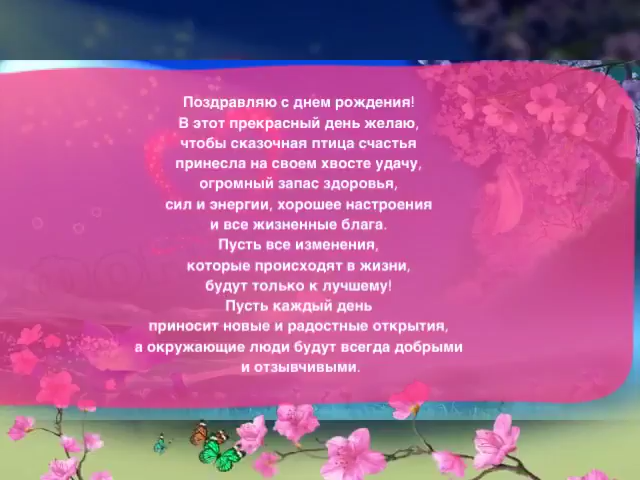 Поздравляю с днем рождения!
В этот прекрасный день желаю,
чтобы сказочная птица счастья
принесла на своем хвосте удачу,
огромный запас здоровья,
сил и энергии, хорошее настроения
и все жизненные блага.
Пусть все изменения,
которые происходят в жизни,
будут только к лучшему!
Пусть каждый день
приносит новые и радостные открытия,
а окружающие люди будут всегда добрыми
и отзывчивыми.